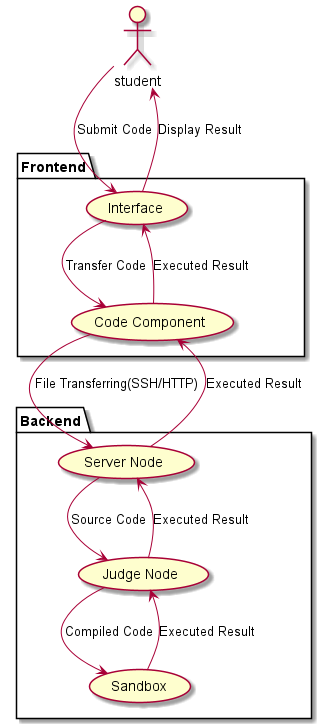 student
Submit Code
Display Result
Frontend
Interface
Transfer Code
Executed Result
Code Component
File Transferring(SSH/HTTP)
Executed Result
Backend
Server Node
Source Code
Executed Result
Judge Node
Compiled Code
Executed Result
Sandbox